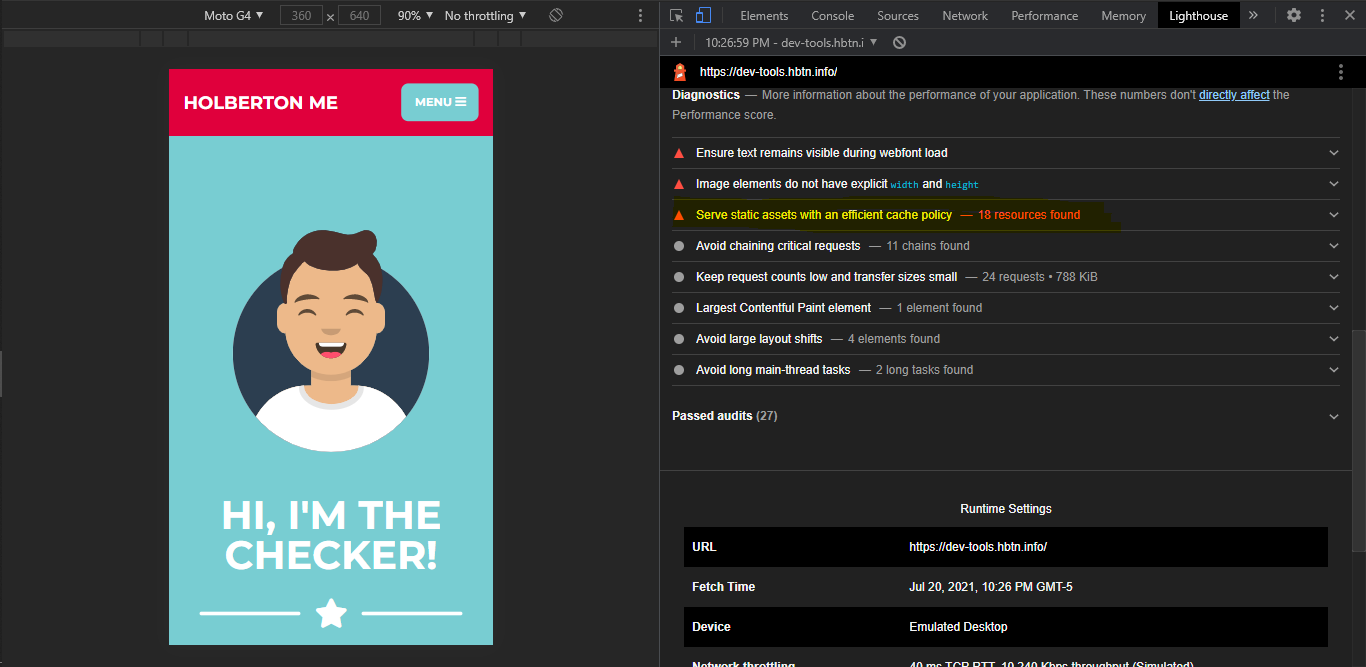 Moto G4 ▼ 360 × 640 90% ▼ No throttling ▼
Elements Console Sources Network Performance Memory Lighthouse »
+ 10:26:59 PM - dev-tools.hbtn.i ▼
https://dev-tools.hbtn.info/
HOLBERTON ME
MENU
HI, I'M THE
CHECKER!
Diagnostics — More information about the performance of your application. These numbers don't directly affect the
Performance score.
Ensure text remains visible during webfont load
Image elements do not have explicit width and height
Serve static assets with an efficient cache policy — 18 resources found
Avoid chaining critical requests — 11 chains found
Keep request counts low and transfer sizes small — 24 requests • 788 KiB
Largest Contentful Paint element — 1 element found
Avoid large layout shifts — 4 elements found
Avoid long main-thread tasks — 2 long tasks found
Passed audits (27)
Runtime Settings
URL https://dev-tools.hbtn.info/
Fetch Time Jul 20, 2021, 10:26 PM GMT-5
Device Emulated Desktop
Network throttling 40 ms TCP RTT, 10,240 Kbps throughput (Simulated)